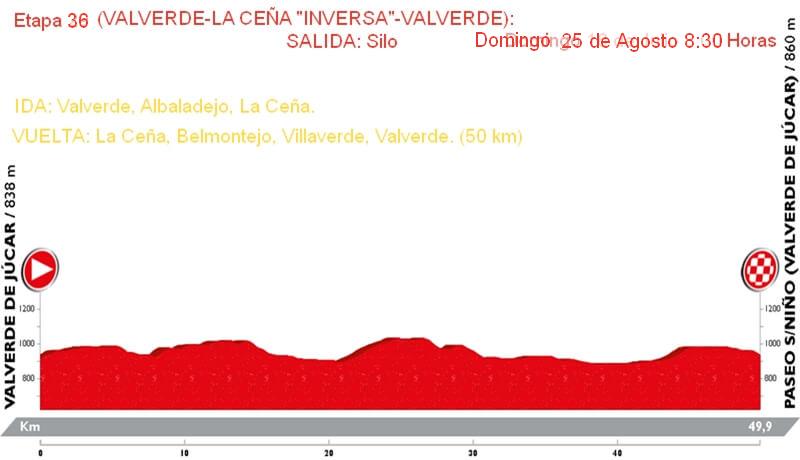 Etapa 36 (VALVERDE-LA CEÑA "INVERSA"-VALVERDE):
SALIDA: Silo
Domingo 25 de Agosto 8:30 Horas
IDA: Valverde, Albaladejo, La Ceña.
VUELTA: La Ceña, Belmontejo, Villaverde, Valverde. (50 km)
VALVERDE DE JÚCAR / 838 m
PASEO S/NIÑO (VALVERDE DE JÚCAR) / 860 m
1200
1000
800
1200
1000
800
Km
49,9
0
10
20
30
40